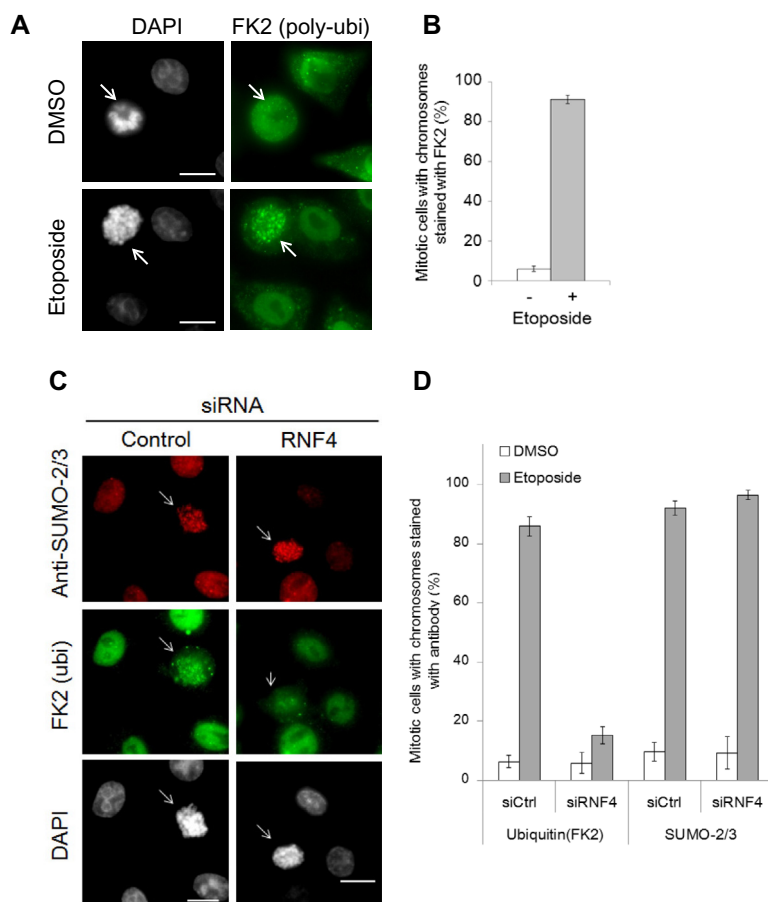 A
DAPI
FK2 (poly-ubi)
DMSO
Etoposide
B
Mitotic cells with chromosomes
stained with FK2 (%)
100
80
60
40
20
0
- +
Etoposide
C
siRNA
Control
RNF4
Anti-SUMO-2/3
FK2 (ubi)
DAPI
D
DMSO
Etoposide
Mitotic cells with chromosomes stained
with antibody (%)
100
80
60
40
20
0
siCtrl siRNF4 siCtrl siRNF4
Ubiquitin(FK2) SUMO-2/3